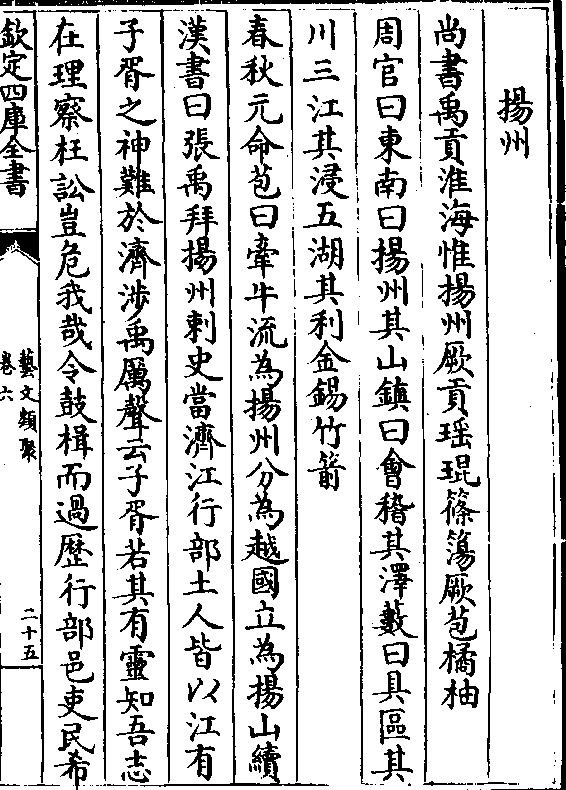 揚州
尚書禹貢淮海惟揚州厥貢瑶琨篠簜厥苞橘柚
周官曰東南曰揚州其山鎮曰會稽其澤藪曰具區其
川三江其浸五湖其利金錫竹箭
春秋元命苞曰牽牛流為揚州分為越國立為揚山續
漢書曰張禹拜揚州刺史當濟江行部土人皆以江有
子胥之神難於濟涉禹厲聲云子胥若其有靈知吾志
在理察枉訟豈危我哉令鼓楫而過歴行部邑吏民希
欽定四庫全書
藝文類聚
卷六
二十五